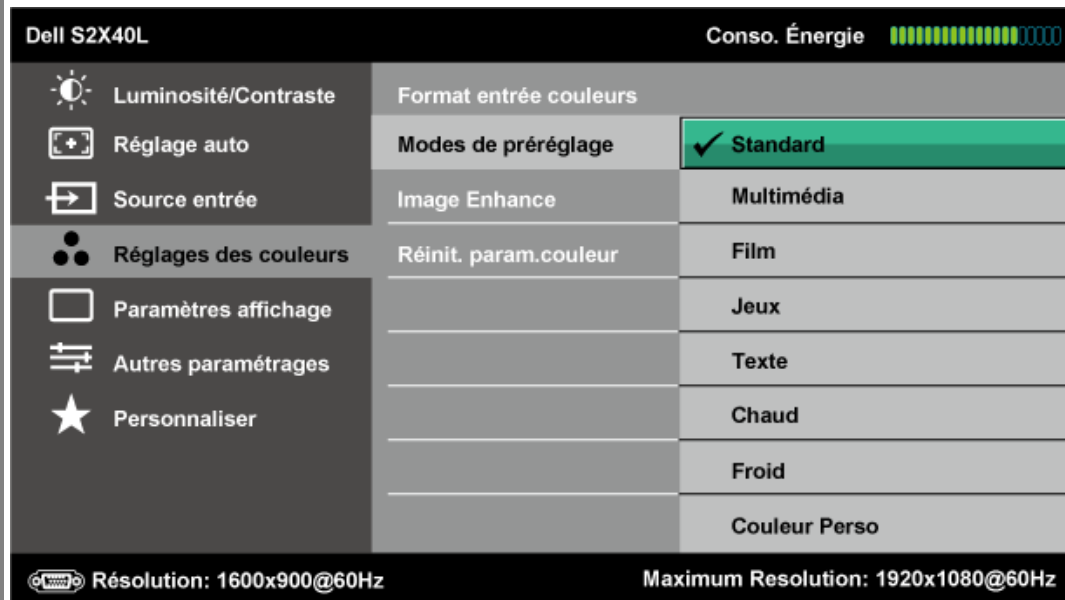 Dell S2X40L Conso. Énergie
Luminosité/Contraste Format entrée couleurs
Réglage auto Modes de préréglage Standard
Source entrée Image Enhance Multimédia
Réglages des couleurs Réinit. param.couleur Film
Paramètres affichage Jeux
Autres paramétrages Texte
Personnaliser Chaud
Froid
Couleur Perso
Résolution: 1600x900@60Hz Maximum Resolution: 1920x1080@60Hz